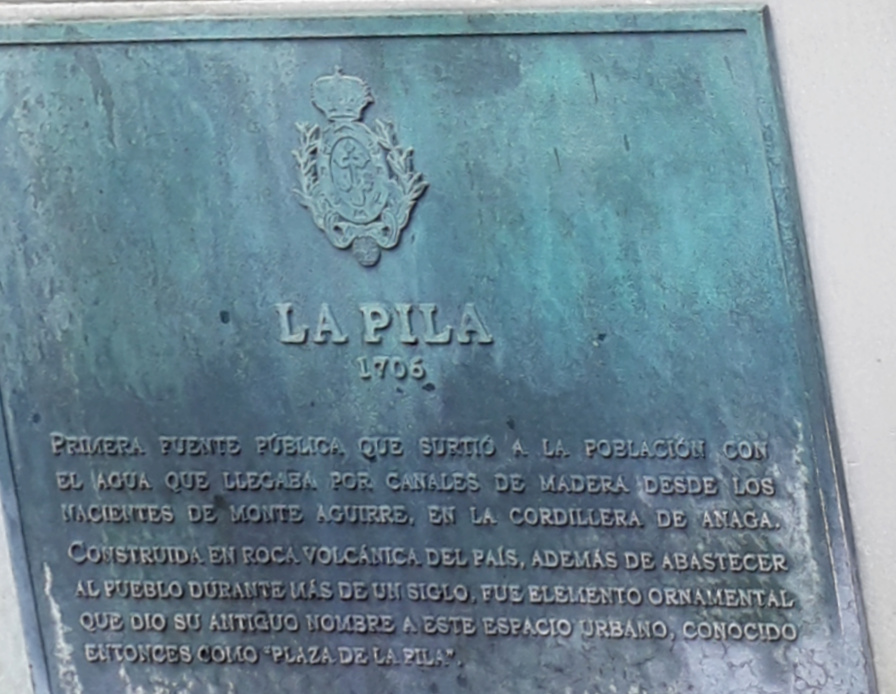 LA PILA
1706
PRIMERA FUENTE PÚBLICA QUE SURTIÓ A LA POBLACIÓN CON
EL AGUA QUE LLEGABA POR CANALES DE MADERA DESDE LOS
NACIENTES DE MONTE AGUIRRE, EN LA CORDILLERA DE ANAGA.
CONSTRUIDA EN ROCA VOLCÁNICA DEL PAÍS, ADEMÁS DE ABASTECER
AL PUEBLO DURANTE MÁS DE UN SIGLO, FUE ELEMENTO ORNAMENTAL
QUE DIO SU ANTIGUO NOMBRE A ESTE ESPACIO URBANO, CONOCIDO
ENTONCES COMO "PLAZA DE LA PILA".